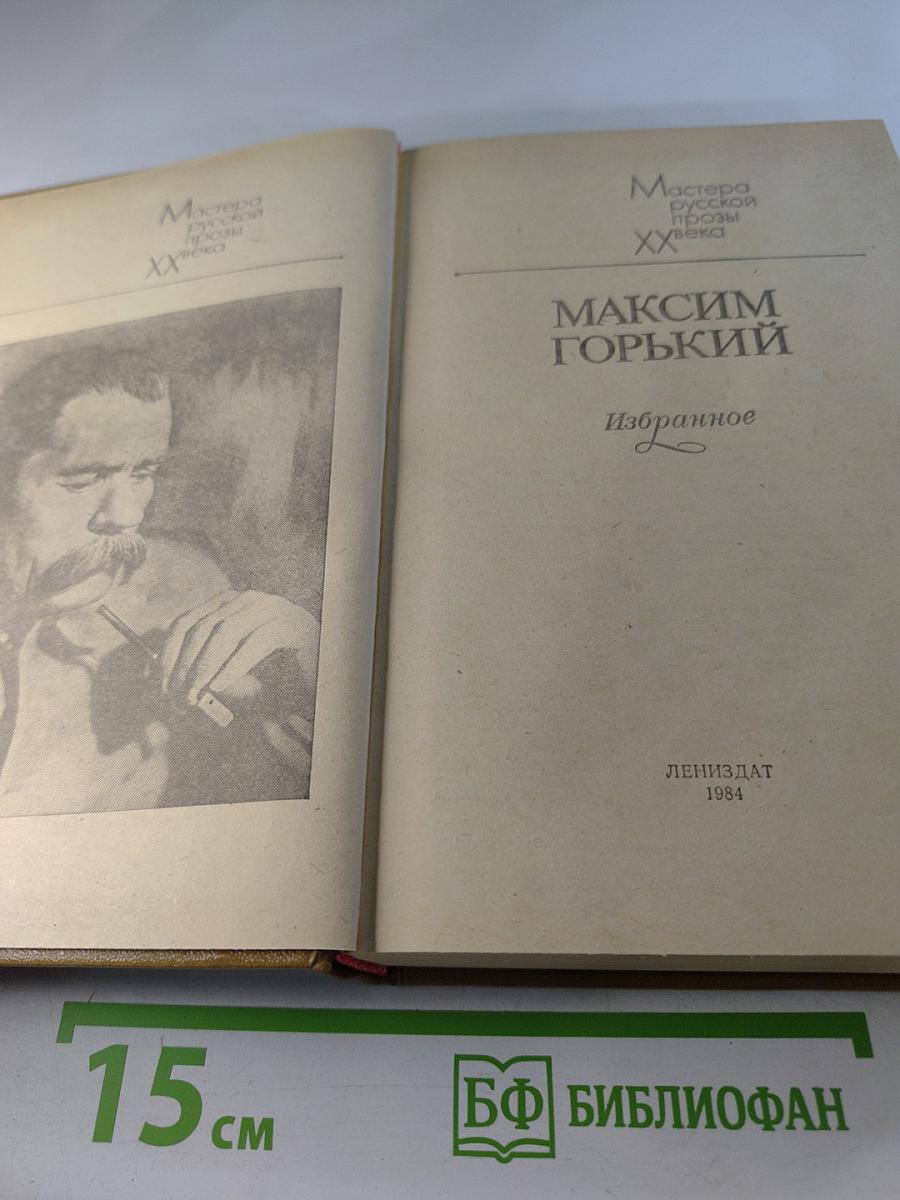 Мастера
русской
прозы
XX века
Мастера
русской
прозы
XX века
МАКСИМ
ГОРЬКИЙ
Избранное
ЛЕНИЗДАТ
1984
15 см
БФ БИБЛИОФАН